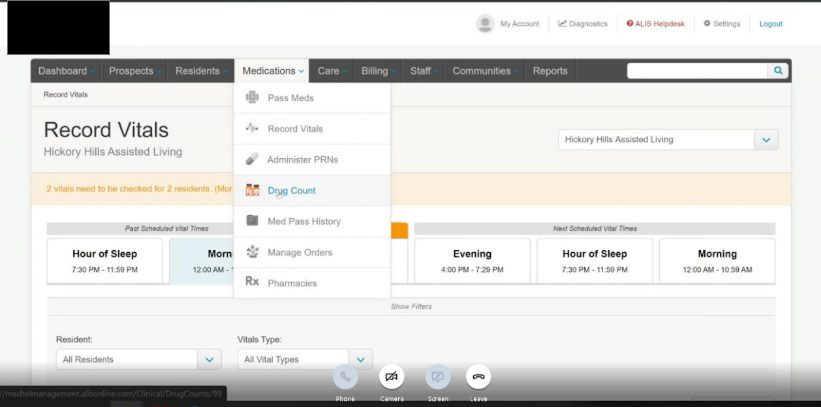 My Account Diagnostics ALIS Helpdesk Settings Logout
Dashboard Prospects Residents Medications Care Billing Staff Communities Reports
Record Vitals
Pass Meds
Record Vitals
Hickory Hills Assisted Living
Hickory Hills Assisted Living
Record Vitals
Administer PRNs
2 vitals need to be checked for 2 residents. (Mor
Drug Count
Med Pass History
Manage Orders
Rx Pharmacies
Past Scheduled Vital Times
Next Scheduled Vital Times
Hour of Sleep
7:30 PM - 11:59 PM
Morn
12:00 AM -
Evening
4:00 PM - 7:29 PM
Hour of Sleep
7:30 PM - 11:59 PM
Morning
12:00 AM - 10:59 AM
Show Filters
Resident:
All Residents
Vitals Type:
All Vital Types
Phone Camera Screen Leave
//medtelmanagement.alisonline.com/Clinical/DrugCounts/99